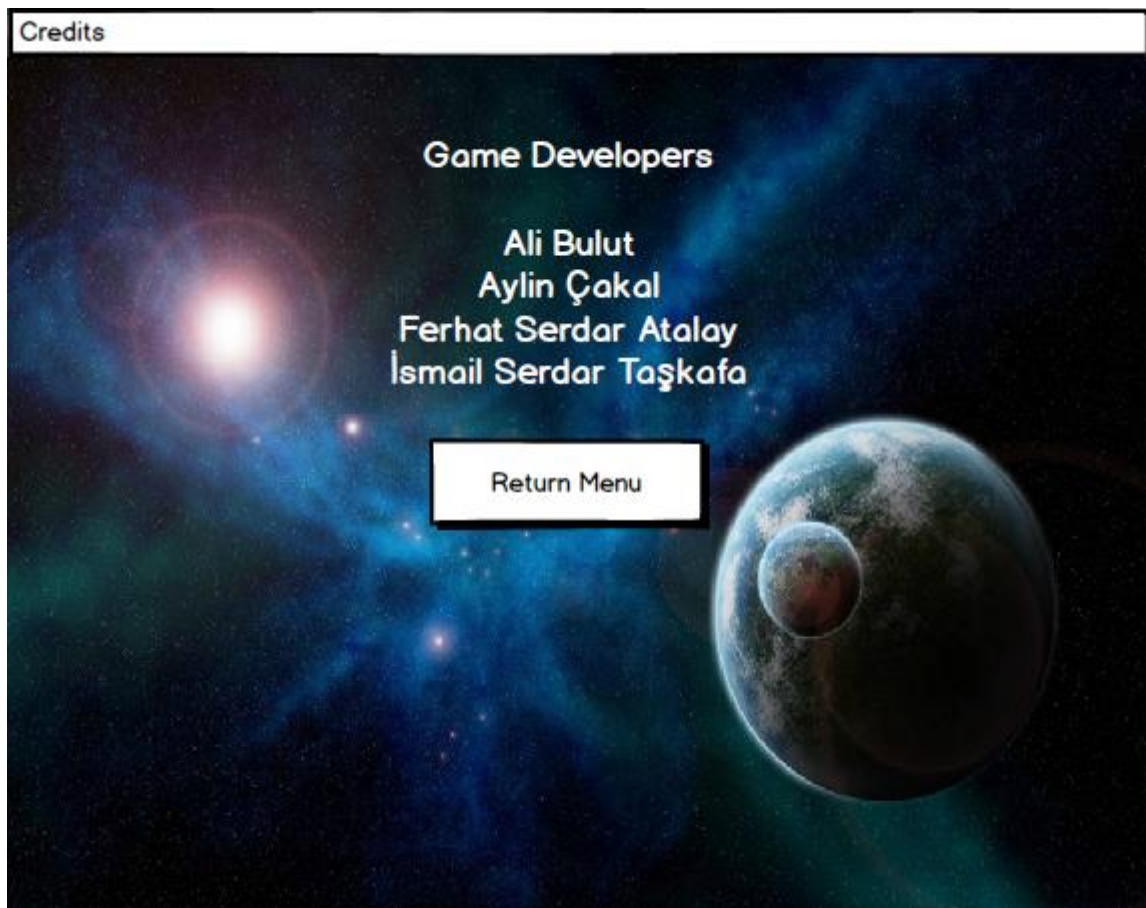 Credits
Game Developers
Ali Bulut
Aylin Çakal
Ferhat Serdar Atalay
İsmail Serdar Taşkafa
Return Menu